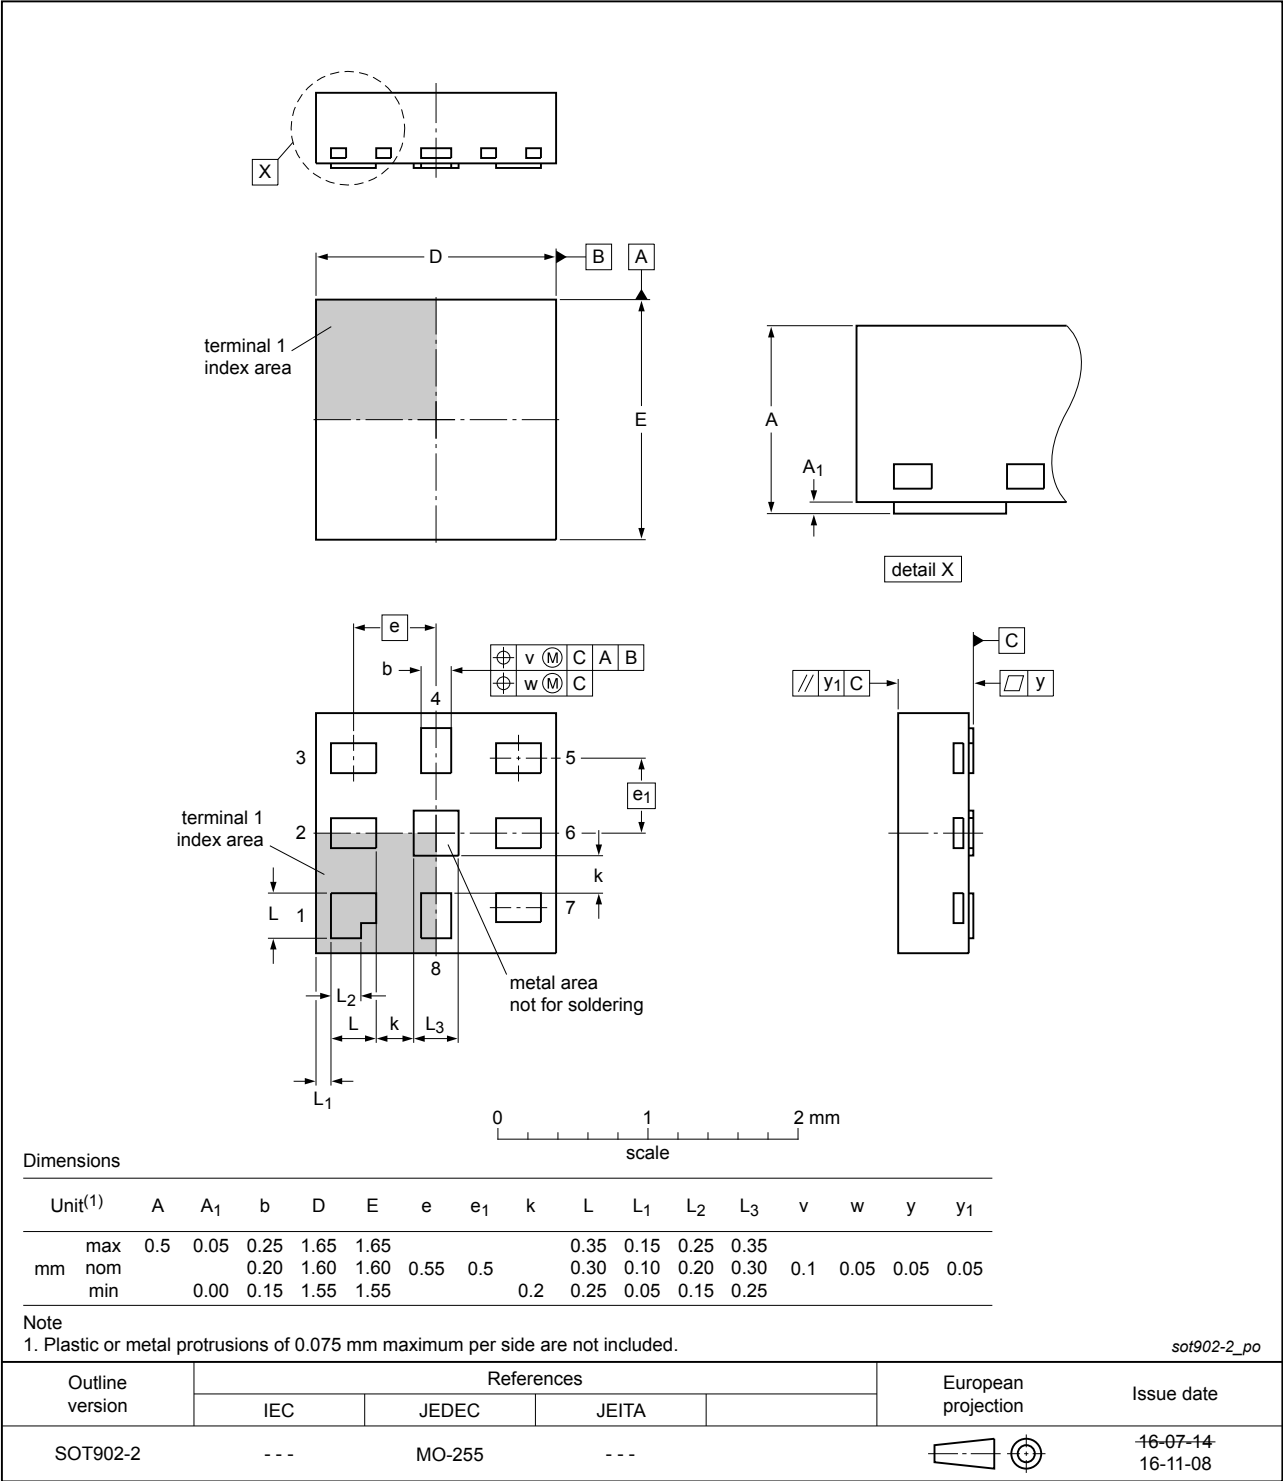 X
D
B
A
terminal 1
index area
E
A
A1
detail X
e
b
v M C A B
w M C
4
C
y1 C
y
3
5
e1
terminal 1
index area
2
6
k
L
1
7
8
metal area
not for soldering
L2
L
k
L3
L1
0
1
2 mm
scale
Dimensions
Unit(1) A A1 b D E e e1 k L L1 L2 L3 v w y y1
max 0.5 0.05 0.25 1.65 1.65 0.35 0.15 0.25 0.35
mm nom 0.20 1.60 1.60 0.55 0.5 0.30 0.10 0.20 0.30 0.1 0.05 0.05 0.05
min 0.00 0.15 1.55 1.55 0.2 0.25 0.05 0.15 0.25
Note
1. Plastic or metal protrusions of 0.075 mm maximum per side are not included.
sot902-2_po
Outline
version
References
IEC JEDEC JEITA
European
projection
Issue date
SOT902-2 - - - MO-255 - - -
16-07-14
16-11-08